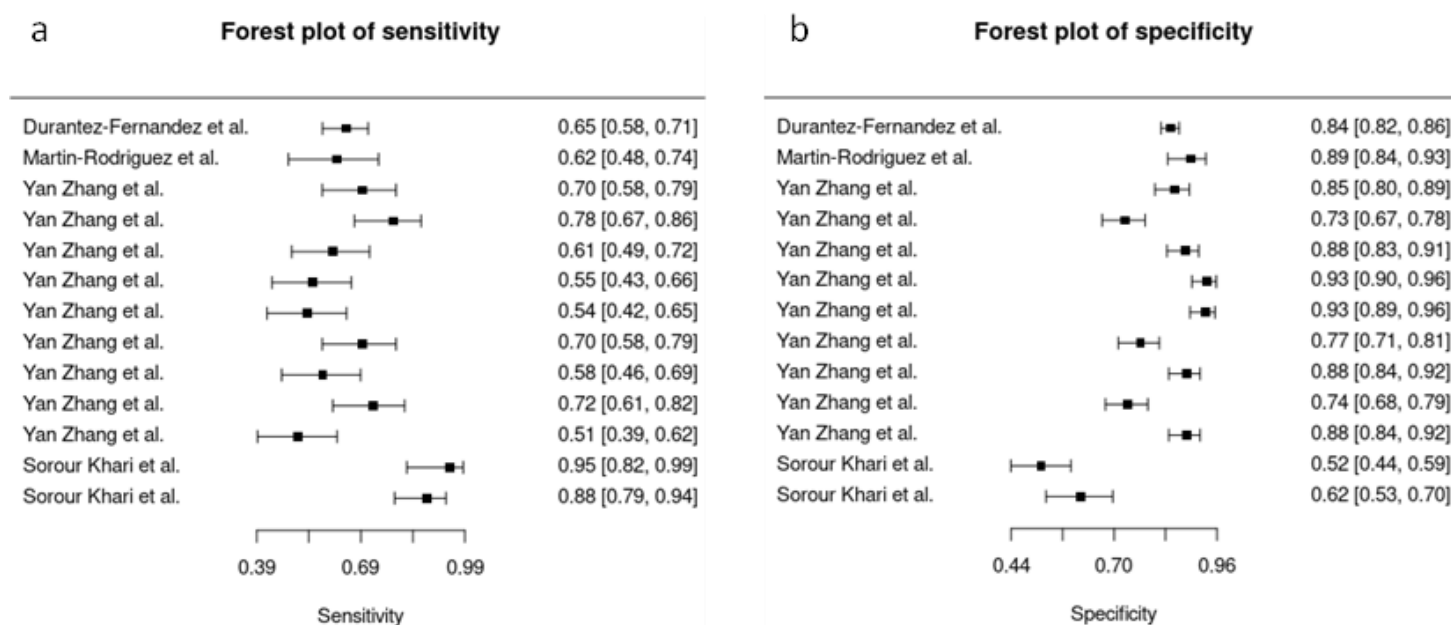 a Forest plot of sensitivity
Durantez-Fernandez et al. 0.65 [0.58, 0.71]
Martin-Rodriguez et al. 0.62 [0.48, 0.74]
Yan Zhang et al. 0.70 [0.58, 0.79]
Yan Zhang et al. 0.78 [0.67, 0.86]
Yan Zhang et al. 0.61 [0.49, 0.72]
Yan Zhang et al. 0.55 [0.43, 0.66]
Yan Zhang et al. 0.54 [0.42, 0.65]
Yan Zhang et al. 0.70 [0.58, 0.79]
Yan Zhang et al. 0.58 [0.46, 0.69]
Yan Zhang et al. 0.72 [0.61, 0.82]
Yan Zhang et al. 0.51 [0.39, 0.62]
Sorour Khari et al. 0.95 [0.82, 0.99]
Sorour Khari et al. 0.88 [0.79, 0.94]
0.39 0.69 0.99
Sensitivity
b Forest plot of specificity
Durantez-Fernandez et al. 0.84 [0.82, 0.86]
Martin-Rodriguez et al. 0.89 [0.84, 0.93]
Yan Zhang et al. 0.85 [0.80, 0.89]
Yan Zhang et al. 0.73 [0.67, 0.78]
Yan Zhang et al. 0.88 [0.83, 0.91]
Yan Zhang et al. 0.93 [0.90, 0.96]
Yan Zhang et al. 0.93 [0.89, 0.96]
Yan Zhang et al. 0.77 [0.71, 0.81]
Yan Zhang et al. 0.88 [0.84, 0.92]
Yan Zhang et al. 0.74 [0.68, 0.79]
Yan Zhang et al. 0.88 [0.84, 0.92]
Sorour Khari et al. 0.52 [0.44, 0.59]
Sorour Khari et al. 0.62 [0.53, 0.70]
0.44 0.70 0.96
Specificity